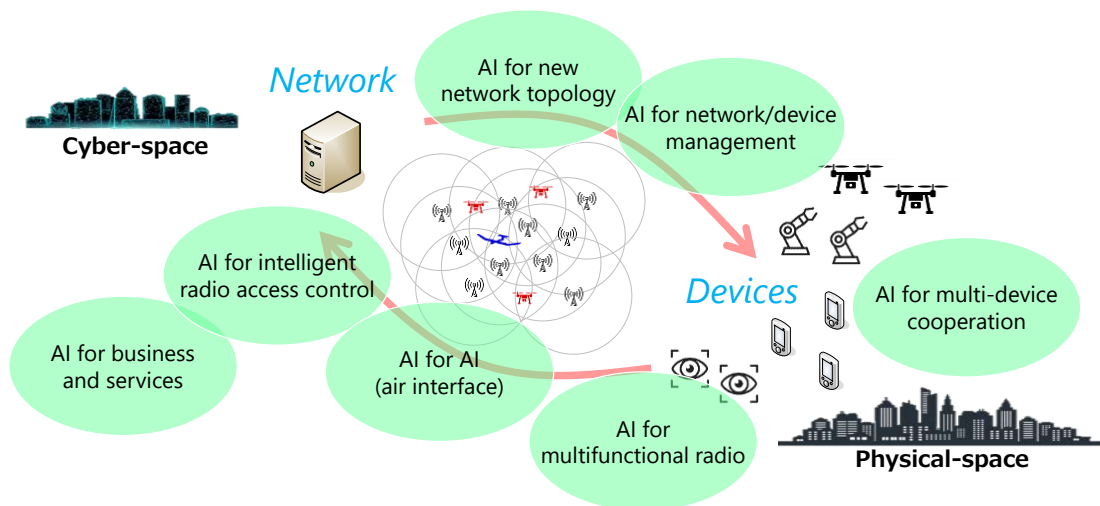 Network
Cyber-space
AI for new
network topology
AI for network/device
management
AI for intelligent
radio access control
Devices
AI for multi-device
cooperation
AI for business
and services
AI for AI
(air interface)
AI for
multifunctional radio
Physical-space